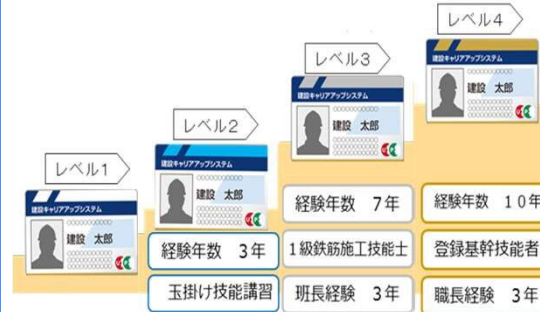 レベル1
建設キャリアアップシステム
建設 太郎
レベル2
建設キャリアアップシステム
建設 太郎
経験年数 3年
玉掛け技能講習
レベル3
建設キャリアアップシステム
建設 太郎
経験年数 7年
1級鉄筋施工技能士
班長経験 3年
レベル4
建設キャリアアップシステム
建設 太郎
経験年数 10年
登録基幹技能者
職長経験 3年